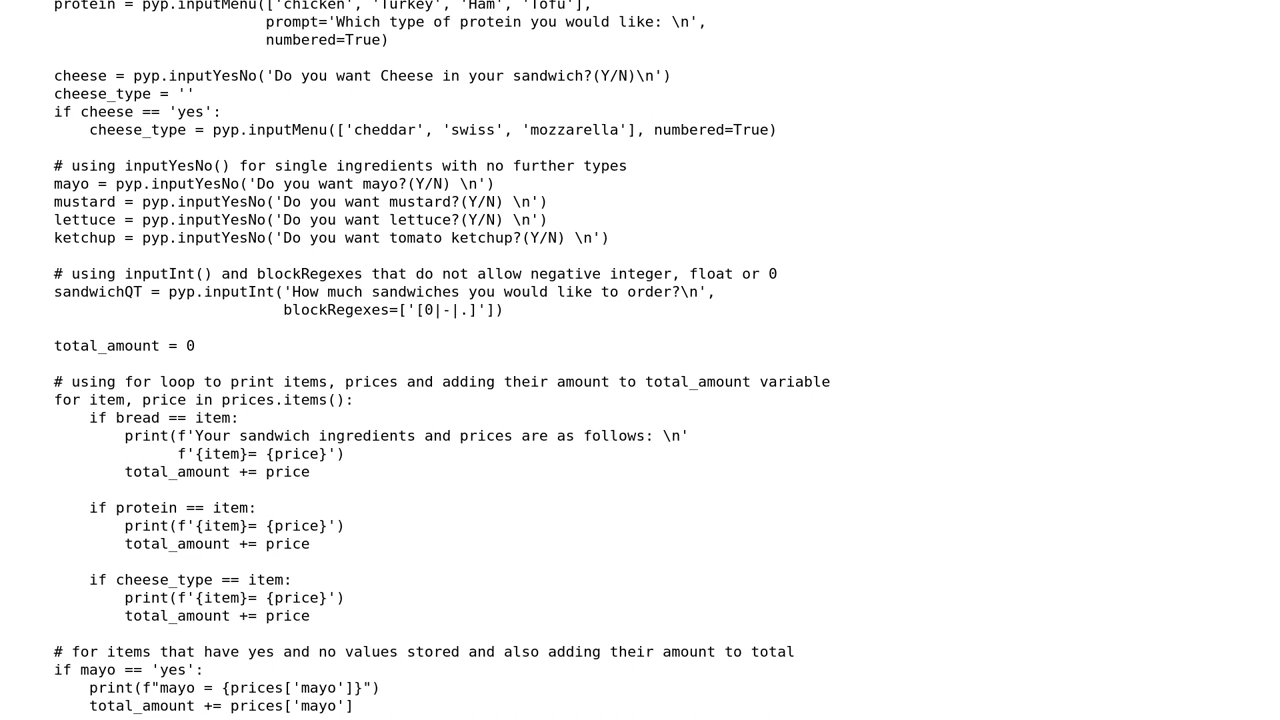 protein = pyp.inputMenu(['chicken', 'Turkey', 'Ham', 'Tofu'],
                        prompt='Which type of protein you would like: \n',
                        numbered=True)

cheese = pyp.inputYesNo('Do you want Cheese in your sandwich?(Y/N)\n')
cheese_type = ''
if cheese == 'yes':
    cheese_type = pyp.inputMenu(['cheddar', 'swiss', 'mozzarella'], numbered=True)

# using inputYesNo() for single ingredients with no further types
mayo = pyp.inputYesNo('Do you want mayo?(Y/N) \n')
mustard = pyp.inputYesNo('Do you want mustard?(Y/N) \n')
lettuce = pyp.inputYesNo('Do you want lettuce?(Y/N) \n')
ketchup = pyp.inputYesNo('Do you want tomato ketchup?(Y/N) \n')

# using inputInt() and blockRegexes that do not allow negative integer, float or 0
sandwichQT = pyp.inputInt('How much sandwiches you would like to order?\n',
                          blockRegexes=['[0|-|.]'])

total_amount = 0

# using for loop to print items, prices and adding their amount to total_amount variable
for item, price in prices.items():
    if bread == item:
        print(f'Your sandwich ingredients and prices are as follows: \n'
              f'{item}= {price}')
        total_amount += price

    if protein == item:
        print(f'{item}= {price}')
        total_amount += price

    if cheese_type == item:
        print(f'{item}= {price}')
        total_amount += price

# for items that have yes and no values stored and also adding their amount to total
if mayo == 'yes':
    print(f"mayo = {prices['mayo']}")
    total_amount += prices['mayo']